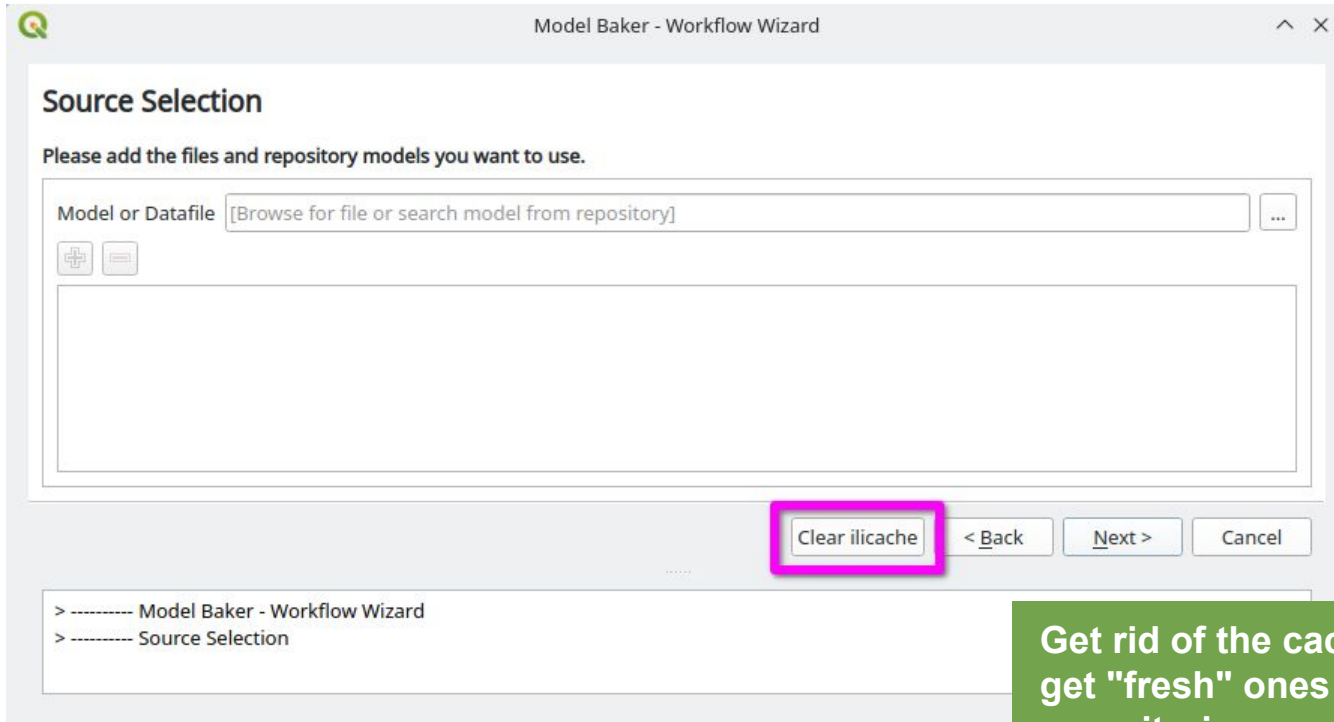 Model Baker - Workflow Wizard
Source Selection
Please add the files and repository models you want to use.
Model or Datafile [Browse for file or search model from repository] ...
Clear ilicache < Back Next > Cancel
> ---------- Model Baker - Workflow Wizard
> ---------- Source Selection
Get rid of the
get "fresh" ones